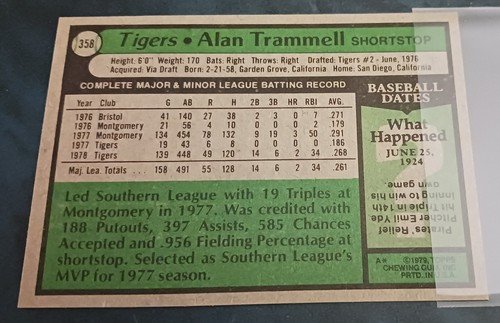 358 Tigers • Alan Trammell SHORTSTOP
Height: 6'0" Weight: 170 Bats: Right Throws: Right Drafted: Tigers #2 - June, 1976
Acquired: Via Draft Born: 2-21-58, Garden Grove, California Home: San Diego, California
COMPLETE MAJOR & MINOR LEAGUE BATTING RECORD
Year Club G AB R H 2B 3B HR RBI AVG.
1976 Bristol 41 140 27 38 2 3 0 7 .271
1976 Montgomery 21 56 4 10 0 0 0 2 .179
1977 Montgomery 134 454 78 132 9 19 3 50 .291
1977 Tigers 19 43 6 8 0 0 0 0 .186
1978 Tigers 139 448 49 120 14 6 2 34 .268
Maj. Lea. Totals 158 491 55 128 14 6 2 34 .261
Led Southern League with 19 Triples at
Montgomery in 1977. Was credited with
188 Putouts, 397 Assists, 585 Chances
Accepted and .956 Fielding Percentage at
shortstop. Selected as Southern League's
MVP for 1977 season.
BASEBALL
DATES
What
Happened
JUNE 25,
1924
?
Pirates' Relief
Pitcher Emil Yde
hit Triple in 14th
inning to win
own game.
A✻ ©1979, TOPPS
CHEWING GUM, INC.
PRTD. IN U.S.A.